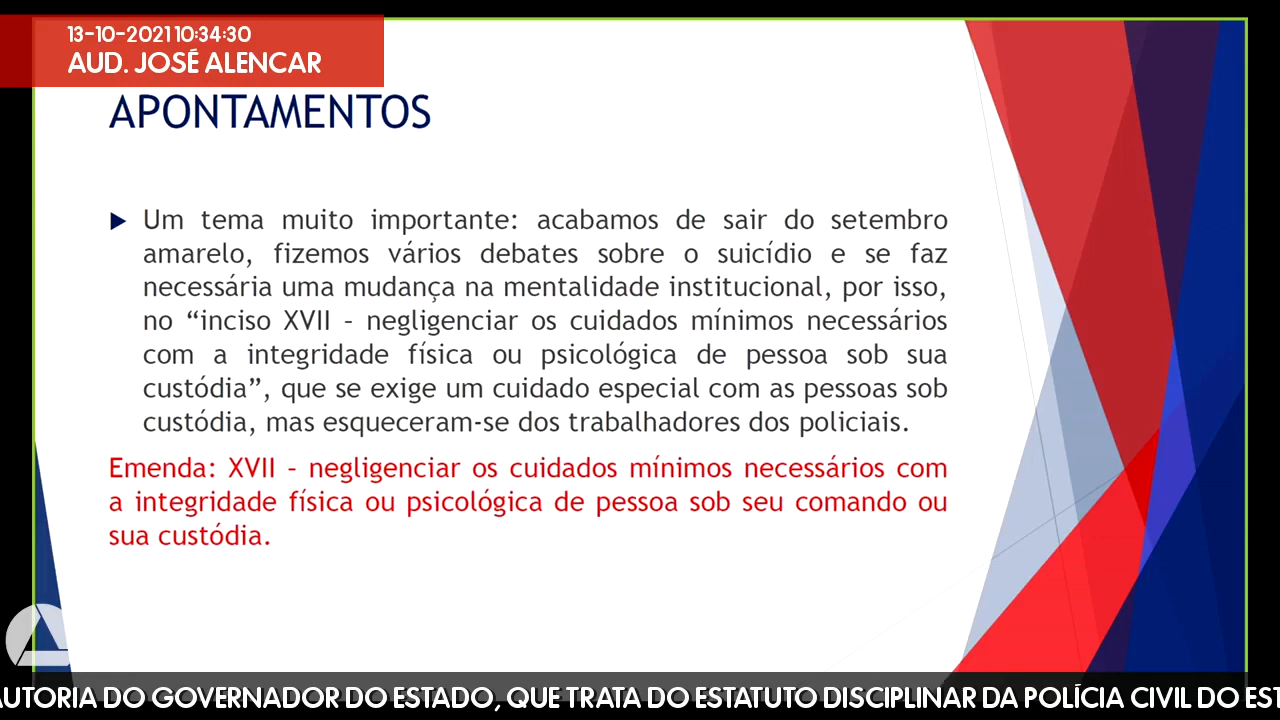 13-10-2021 10:34:30
AUD. JOSÉ ALENCAR
APONTAMENTOS
Um tema muito importante: acabamos de sair do setembro
amarelo, fizemos vários debates sobre o suicídio e se faz
necessária uma mudança na mentalidade institucional, por isso,
no “inciso XVII – negligenciar os cuidados mínimos necessários
com a integridade física ou psicológica de pessoa sob sua
custódia”, que se exige um cuidado especial com as pessoas sob
custódia, mas esqueceram-se dos trabalhadores dos policiais.
Emenda: XVII – negligenciar os cuidados mínimos necessários com
a integridade física ou psicológica de pessoa sob seu comando ou
sua custódia.
AUTORIA DO GOVERNADOR DO ESTADO, QUE TRATA DO ESTATUTO DISCIPLINAR DA POLÍCIA CIVIL DO EST